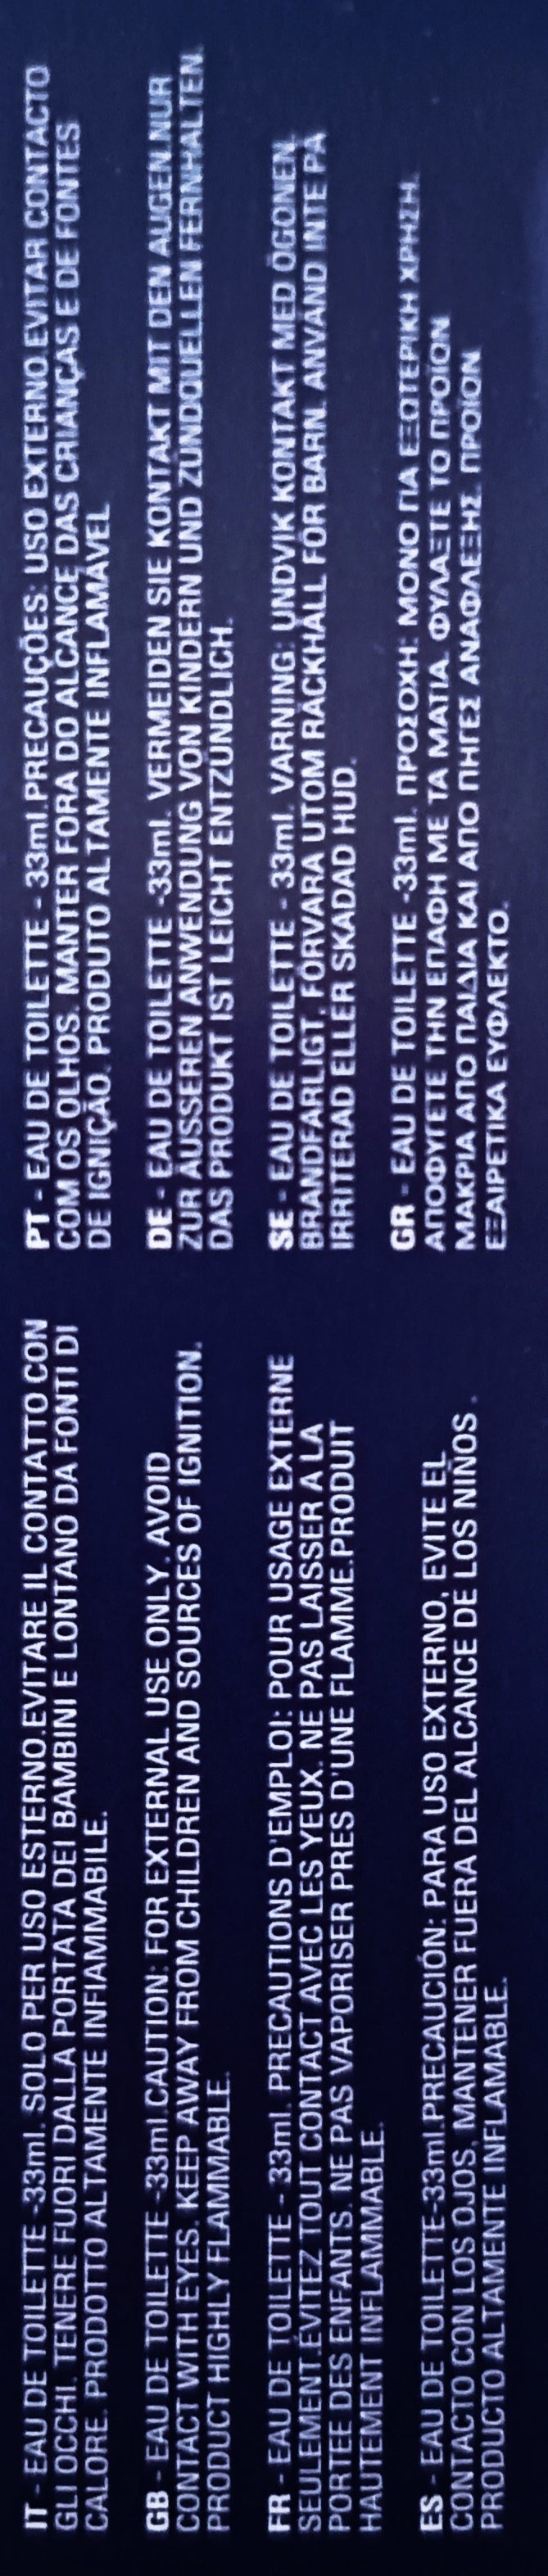 IT - EAU DE TOILETTE -33ml. SOLO PER USO ESTERNO.EVITARE IL CONTATTO CON
GLI OCCHI. TENERE FUORI DALLA PORTATA DEI BAMBINI E LONTANO DA FONTI DI
CALORE. PRODOTTO ALTAMENTE INFIAMMABILE.
GB - EAU DE TOILETTE -33ml.CAUTION: FOR EXTERNAL USE ONLY. AVOID
CONTACT WITH EYES. KEEP AWAY FROM CHILDREN AND SOURCES OF IGNITION.
PRODUCT HIGHLY FLAMMABLE.
FR - EAU DE TOILETTE - 33ml. PRECAUTIONS D'EMPLOI: POUR USAGE EXTERNE
SEULEMENT.EVITEZ TOUT CONTACT AVEC LES YEUX. NE PAS LAISSER A LA
PORTEE DES ENFANTS. NE PAS VAPORISER PRES D'UNE FLAMME.PRODUIT
HAUTEMENT INFLAMMABLE.
ES - EAU DE TOILETTE-33ml.PRECAUCIÓN: PARA USO EXTERNO, EVITE EL
CONTACTO CON LOS OJOS, MANTENER FUERA DEL ALCANCE DE LOS NIÑOS .
PRODUCTO ALTAMENTE INFLAMABLE.
PT - EAU DE TOILETTE - 33ml.PRECAUÇÕES: USO EXTERNO.EVITAR CONTACTO
COM OS OLHOS. MANTER FORA DO ALCANCE DAS CRIANÇAS E DE FONTES
DE IGNIÇÃO. PRODUTO ALTAMENTE INFLAMÁVEL
DE - EAU DE TOILETTE -33ml. VERMEIDEN SIE KONTAKT MIT DEN AUGEN.NUR
ZUR ÄUSSEREN ANWENDUNG VON KINDERN UND ZÜNDQUELLEN FERNHALTEN.
DAS PRODUKT IST LEICHT ENTZÜNDLICH.
SE - EAU DE TOILETTE - 33ml. VARNING: UNDVIK KONTAKT MED ÖGONEN.
BRANDFARLIGT. FÖRVARA UTOM RÄCKHÅLL FÖR BARN. ANVÄND INTE PÅ
IRRITERAD ELLER SKADAD HUD.
GR - EAU DE TOILETTE -33ml. ΠΡΟΣΟΧΗ: ΜΟΝΟ ΓΙΑ ΕΞΟΤΕΡΙΚΗ ΧΡΗΣΗ.
ΑΠΟΦΥΓΕΤΕ ΤΗΝ ΕΠΑΦΗ ΜΕ ΤΑ ΜΑΤΙΑ. ΦΥΛΑΞΤΕ ΤΟ ΠΡΟΪΟΝ
ΜΑΚΡΙΑ ΑΠΟ ΠΑΙΔΙΑ ΚΑΙ ΑΠΟ ΠΗΓΕΣ ΑΝΑΦΛΕΞΗΣ. ΠΡΟΪΟΝ
ΕΞΑΙΡΕΤΙΚΑ ΕΥΦΛΕΚΤΟ.